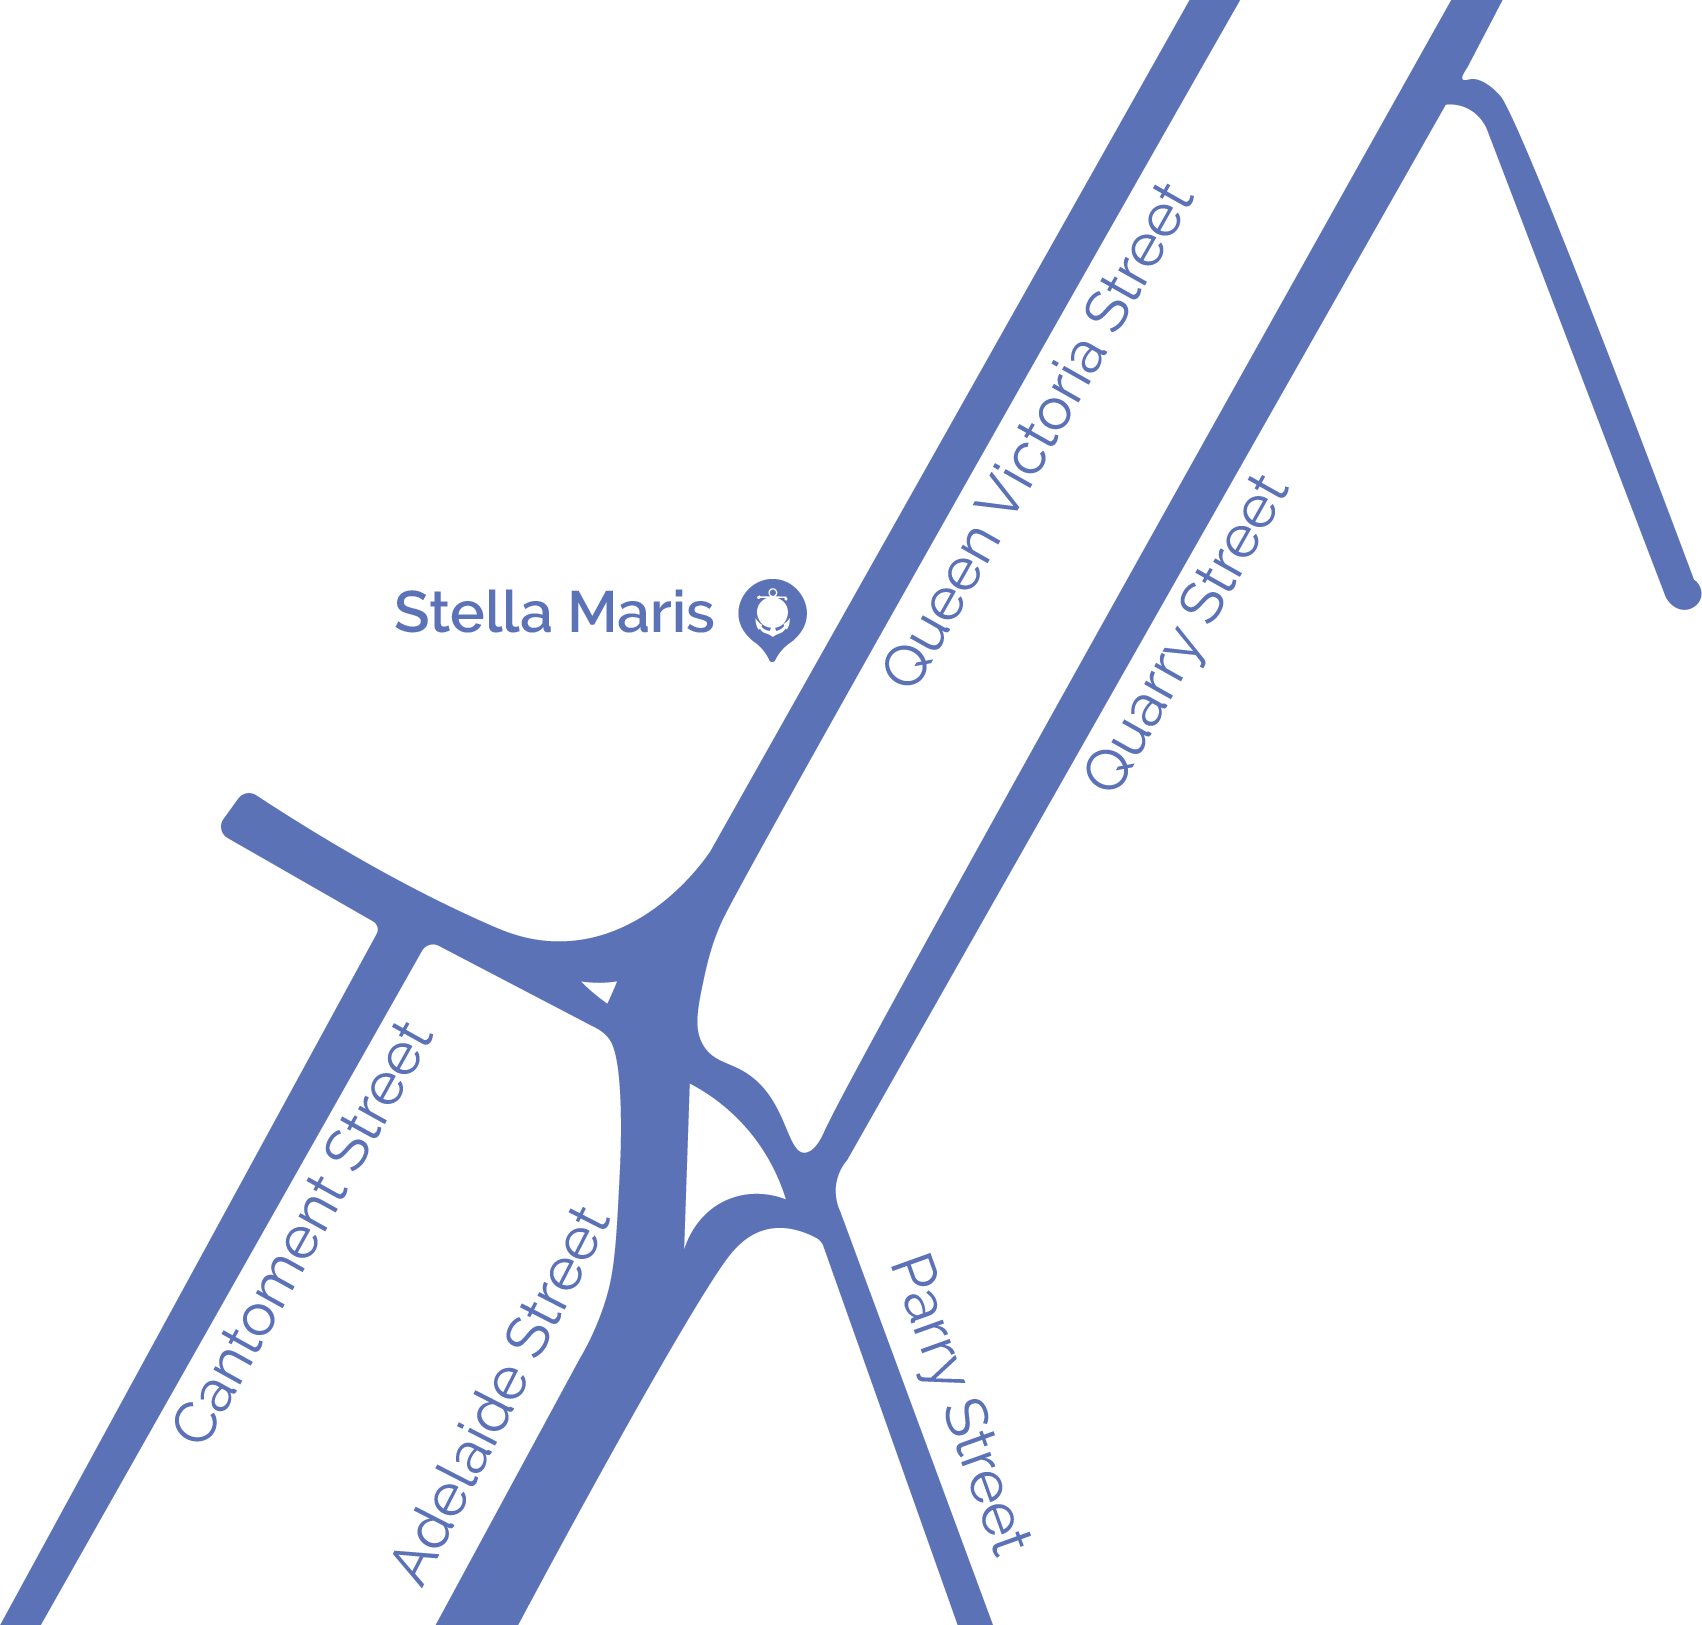 Queen Victoria Street
Quarry Street
Stella Maris
Cantoment Street
Adelaide Street
Parry Street